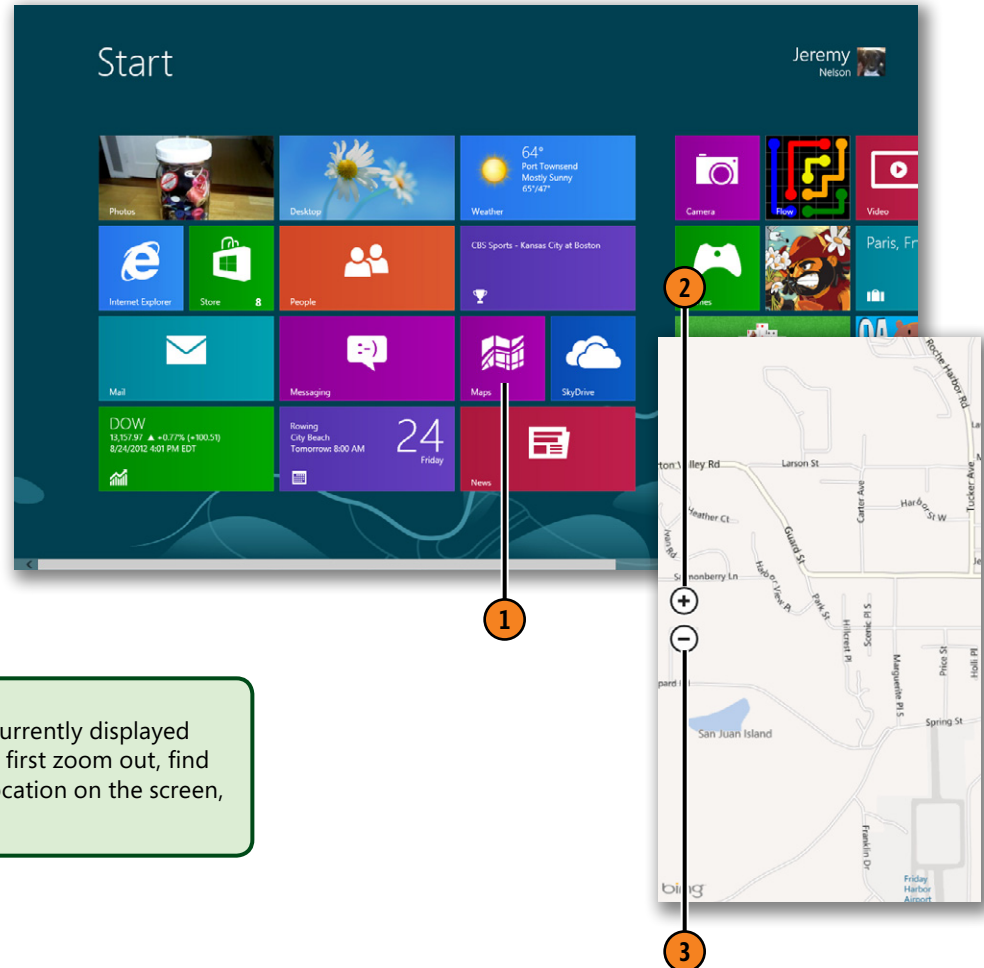 Start
Jeremy
Nelson
Photos
Desktop
64°
Port Townsend
Mostly Sunny
65°/47°
Weather
Camera
Flow
Video
Internet Explorer
Store 8
People
CBS Sports - Kansas City at Boston
Paris, Fr
2
Mail
Messaging
Maps
SkyDrive
DOW
13,157.97 ▲ +0.77% (+100.51)
8/24/2012 4:01 PM EDT
Rowing
City Beach
Tomorrow: 8:00 AM
24
Friday
News
1
Roche Harbor Rd
Larson St
Tucker Ave
Carter Ave
Harbor St W
Heather Ct
Guard St
Ivan Rd
Harbor View Pl
Park St
Hillcrest Pl
Scenic Pl S
Marguerite Pl S
Price St
Holli Pl
Spring St
San Juan Island
Franklin Dr
bing
Friday
Harbor
Airport
3
urrently displayed
first zoom out, find
cation on the screen,